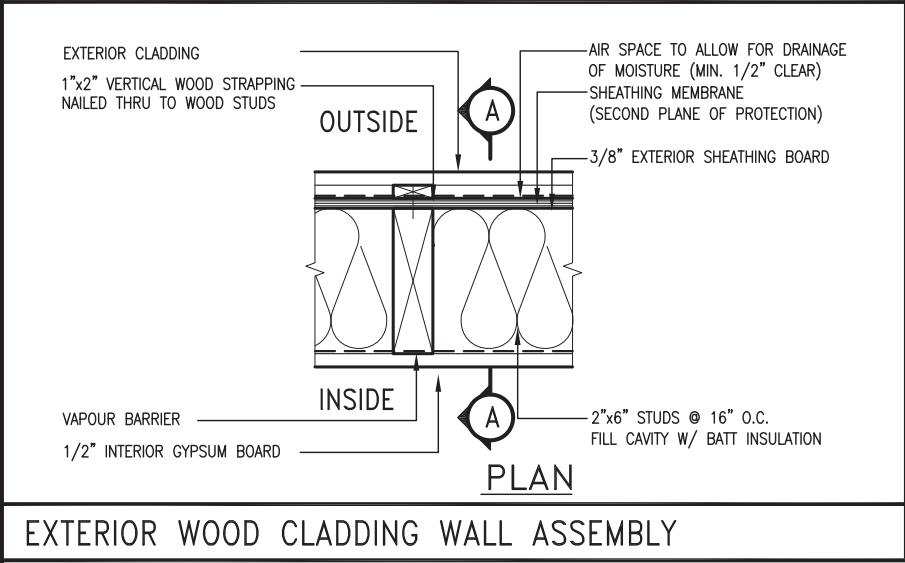 EXTERIOR CLADDING
1”x2” VERTICAL WOOD STRAPPING
NAILED THRU TO WOOD STUDS
OUTSIDE
A
AIR SPACE TO ALLOW FOR DRAINAGE
OF MOISTURE (MIN. 1/2” CLEAR)
SHEATHING MEMBRANE
(SECOND PLANE OF PROTECTION)
3/8” EXTERIOR SHEATHING BOARD
INSIDE
VAPOUR BARRIER
1/2” INTERIOR GYPSUM BOARD
A
2”x6” STUDS @ 16” O.C.
FILL CAVITY W/ BATT INSULATION
PLAN
EXTERIOR WOOD CLADDING WALL ASSEMBLY